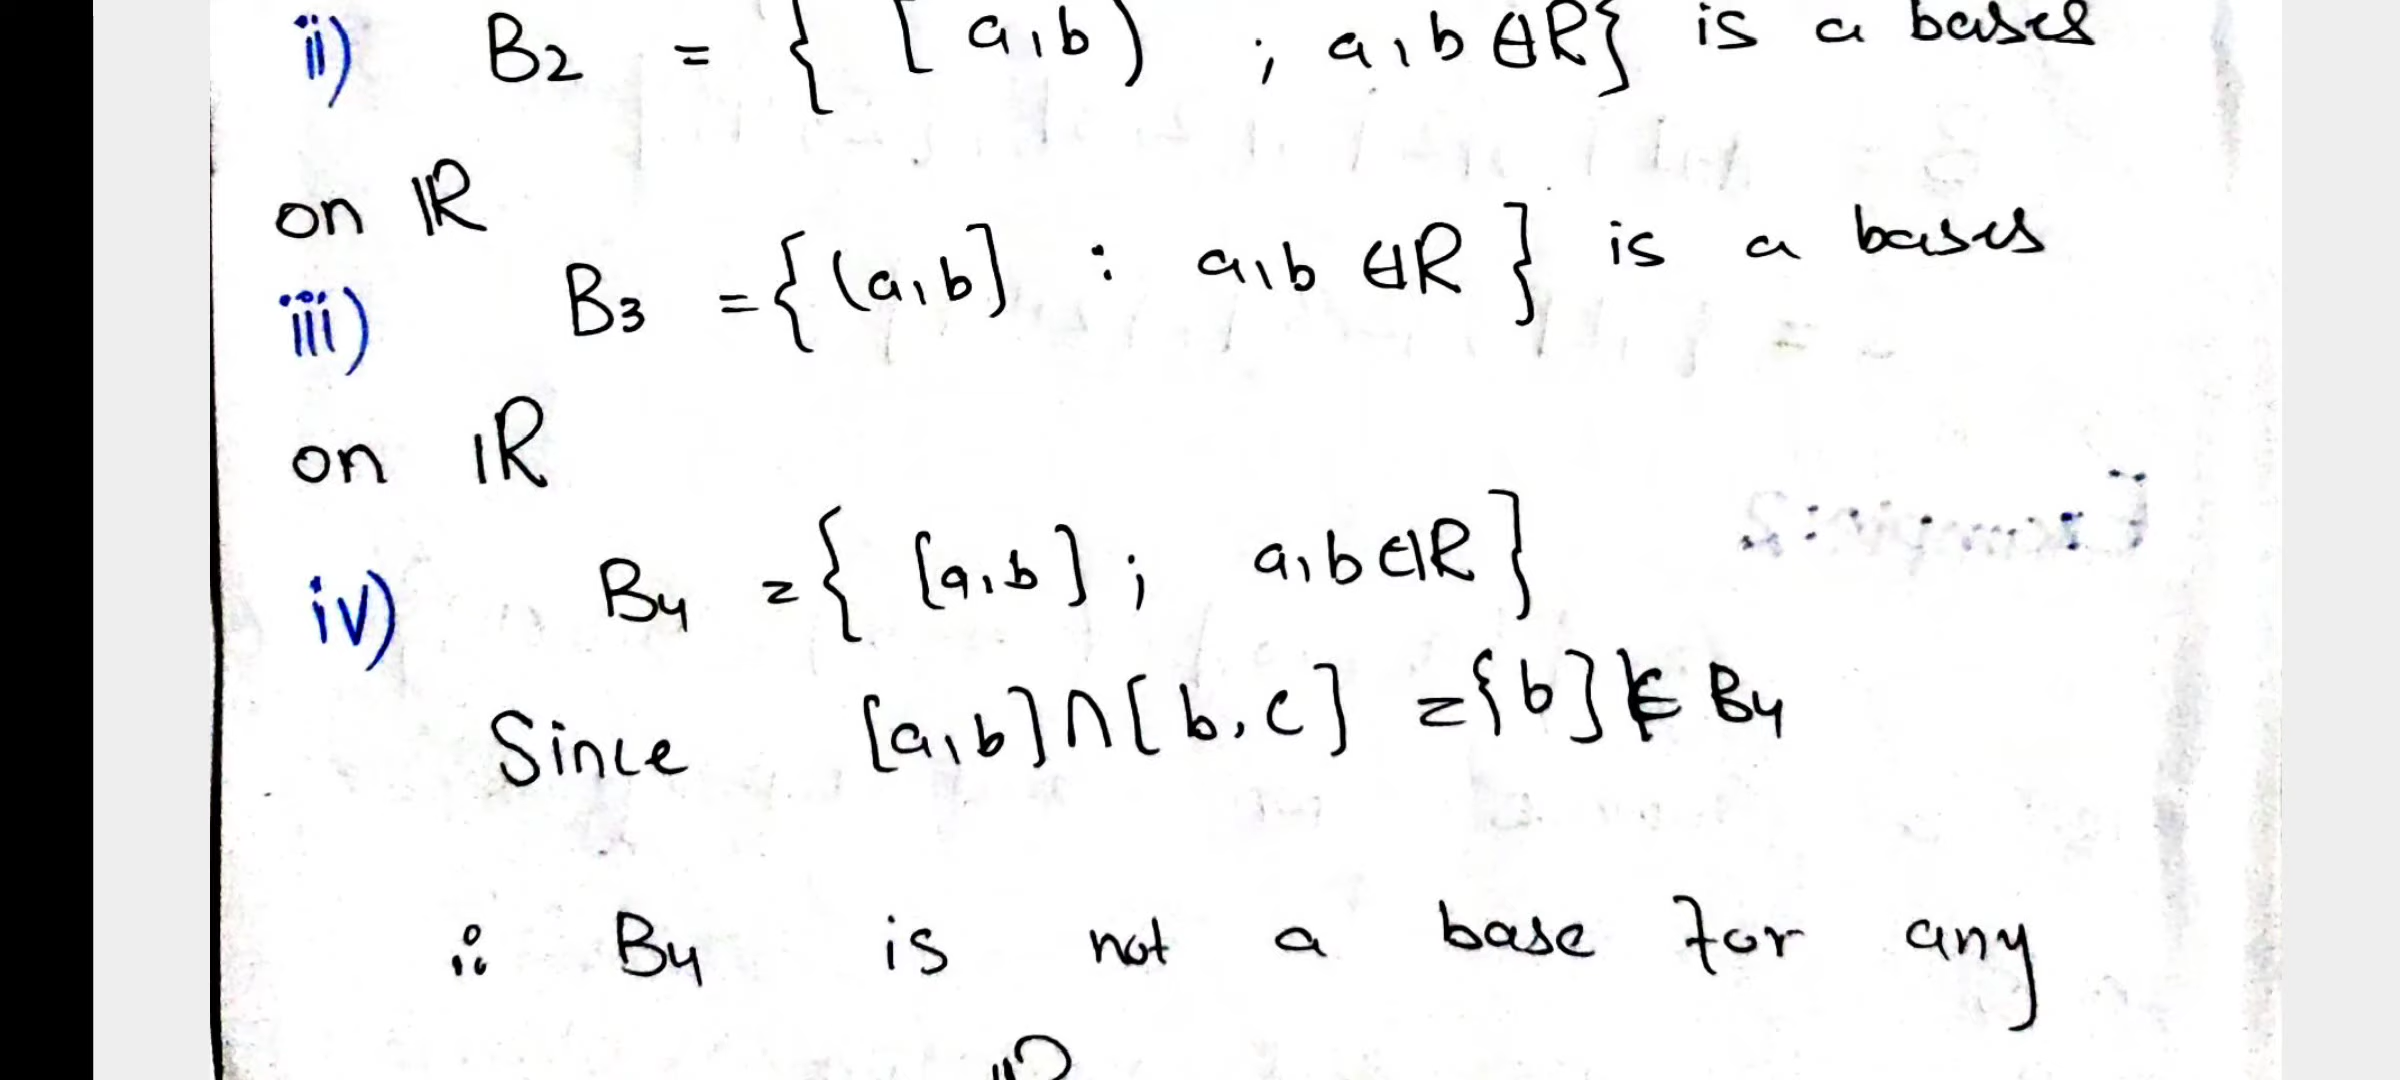 ii) B2 = { [a,b) ; a,b ∈ ℝ} is a bases
on ℝ
iii) B3 = {(a,b] : a,b ∈ ℝ } is a bases
on ℝ
iv) B4 = { [a,b] ; a,b ∈ ℝ }
Since [a,b] ∩ [b,c] = {b} ∉ B4
∴ B4 is not a base for any